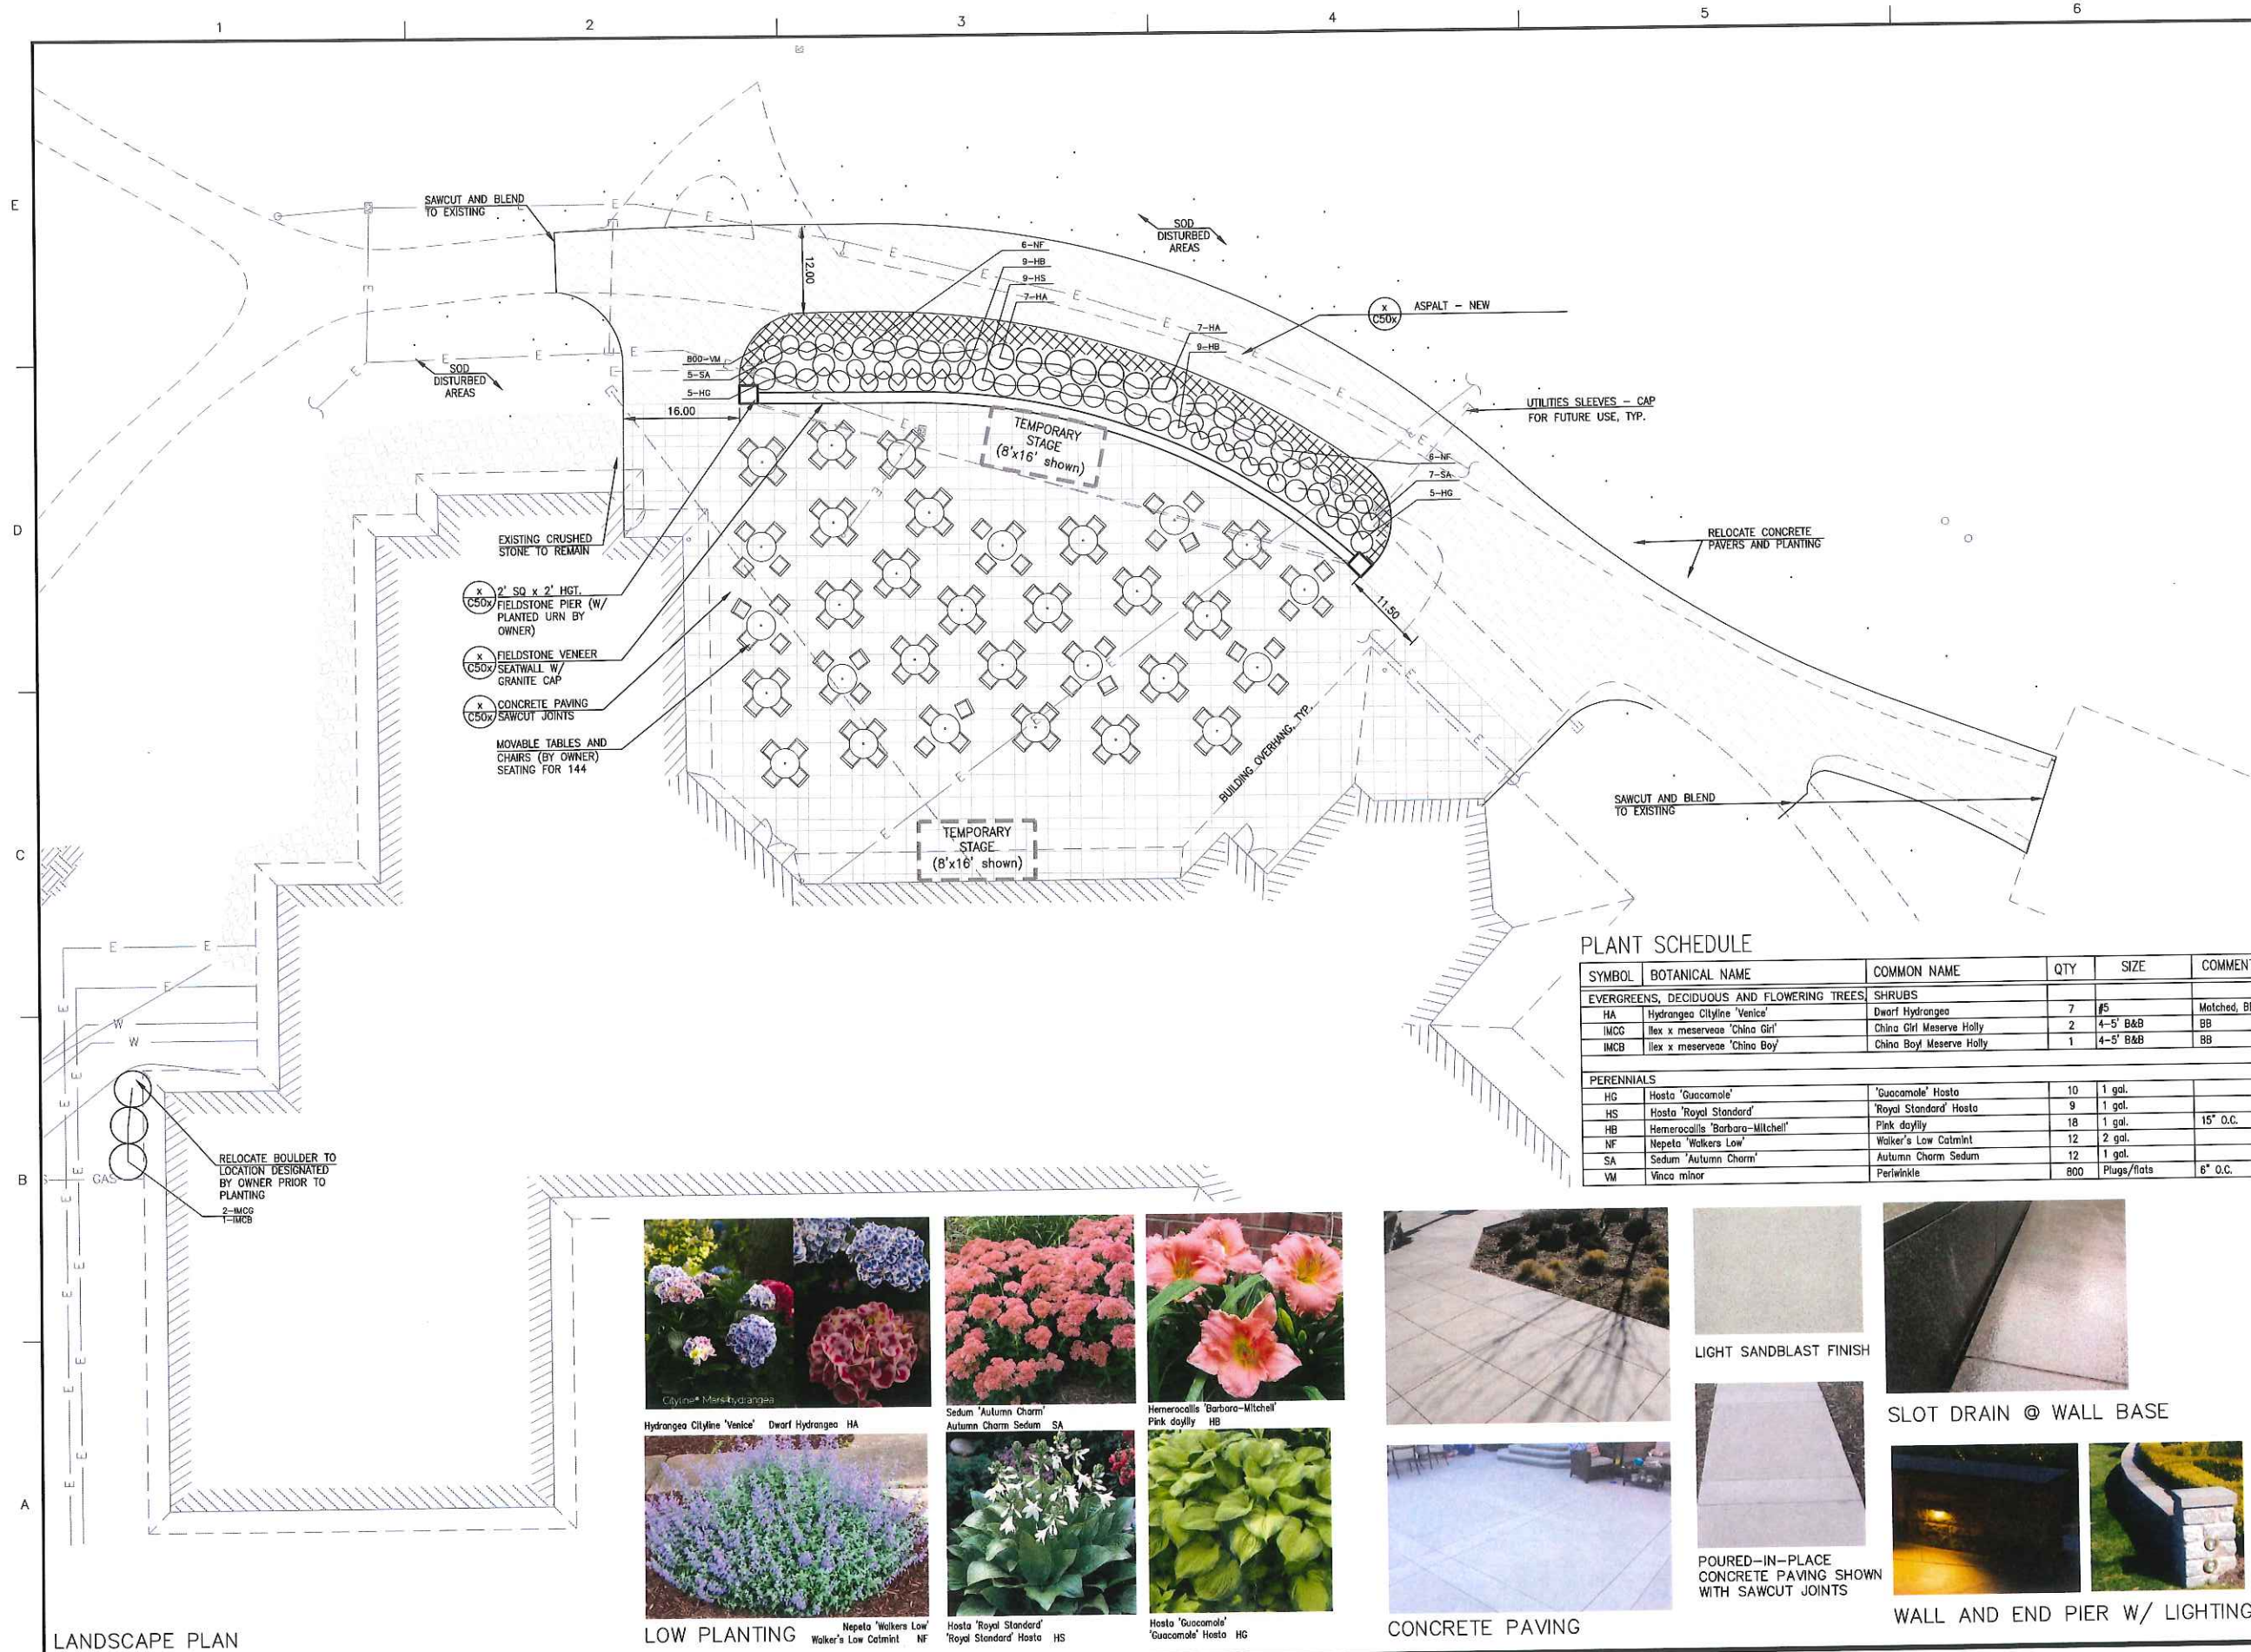 1 2 3 4 5 6
E
D
C
B
A
SAWCUT AND BLEND
TO EXISTING
12.00
6-NF
9-HB
9-HS
7-HA
SOD
DISTURBED
AREAS
x
C50x
ASPALT - NEW
7-HA
9-HB
800-VM
5-SA
5-HG
SOD
DISTURBED
AREAS
16.00
TEMPORARY
STAGE
(8'x16' shown)
UTILITIES SLEEVES - CAP
FOR FUTURE USE, TYP.
6-NF
7-SA
5-HG
EXISTING CRUSHED
STONE TO REMAIN
RELOCATE CONCRETE
PAVERS AND PLANTING
x
C50x
2' SQ x 2' HGT.
FIELDSTONE PIER (W/
PLANTED URN BY
OWNER)
11.50
x
C50x
FIELDSTONE VENEER
SEATWALL W/
GRANITE CAP
x
C50x
CONCRETE PAVING
SAWCUT JOINTS
MOVABLE TABLES AND
CHAIRS (BY OWNER)
SEATING FOR 144
BUILDING OVERHANG, TYP.
SAWCUT AND BLEND
TO EXISTING
TEMPORARY
STAGE
(8'x16' shown)
E E
E
W
W
GAS
RELOCATE BOULDER TO
LOCATION DESIGNATED
BY OWNER PRIOR TO
PLANTING
2-IMCG
1-IMCB
PLANT SCHEDULE
SYMBOL BOTANICAL NAME COMMON NAME QTY SIZE COMMENT
EVERGREENS, DECIDUOUS AND FLOWERING TREES, SHRUBS
HA Hydrangea Cityline 'Venice' Dwarf Hydrangea 7 #5 Matched, BB
IMCG Ilex x meserveae 'China Girl' China Girl Meserve Holly 2 4-5' B&B BB
IMCB Ilex x meserveae 'China Boy' China Boy Meserve Holly 1 4-5' B&B BB
PERENNIALS
HG Hosta 'Guacamole' 'Guacamole' Hosta 10 1 gal.
HS Hosta 'Royal Standard' 'Royal Standard' Hosta 9 1 gal.
HB Hemerocallis 'Barbara-Mitchell' Pink daylily 18 1 gal. 15" O.C.
NF Nepeta 'Walkers Low' Walker's Low Catmint 12 2 gal.
SA Sedum 'Autumn Charm' Autumn Charm Sedum 12 1 gal.
VM Vinca minor Periwinkle 800 Plugs/flats 6" O.C.
Cityline® Mars hydrangea
Hydrangea Cityline 'Venice' Dwarf Hydrangea HA
Sedum 'Autumn Charm'
Autumn Charm Sedum SA
Hemerocallis 'Barbara-Mitchell'
Pink daylily HB
Nepeta 'Walkers Low'
Walker's Low Catmint NF
Hosta 'Royal Standard'
'Royal Standard' Hosta HS
Hosta 'Guacamole'
'Guacamole' Hosta HG
LOW PLANTING
CONCRETE PAVING
LIGHT SANDBLAST FINISH
POURED-IN-PLACE
CONCRETE PAVING SHOWN
WITH SAWCUT JOINTS
SLOT DRAIN @ WALL BASE
WALL AND END PIER W/ LIGHTING
LANDSCAPE PLAN